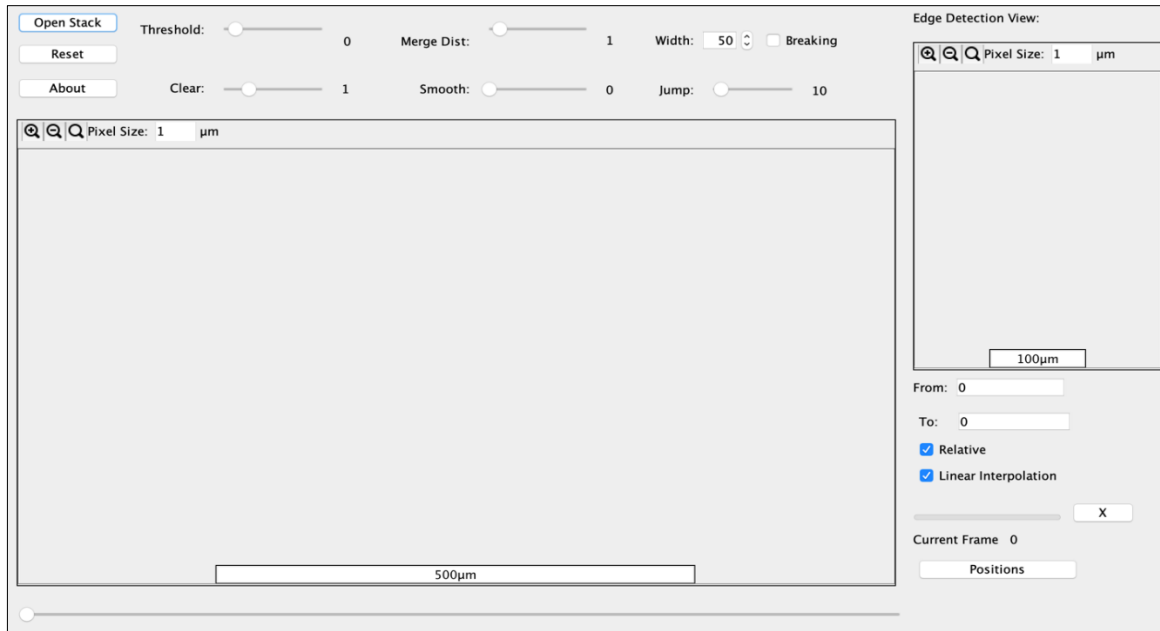 Open Stack
Threshold: 0
Merge Dist: 1
Width: 50
Breaking
Reset
About
Clear: 1
Smooth: 0
Jump: 10
Pixel Size: 1 µm
500µm
Edge Detection View:
Pixel Size: 1 µm
100µm
From: 0
To: 0
Relative
Linear Interpolation
X
Current Frame 0
Positions